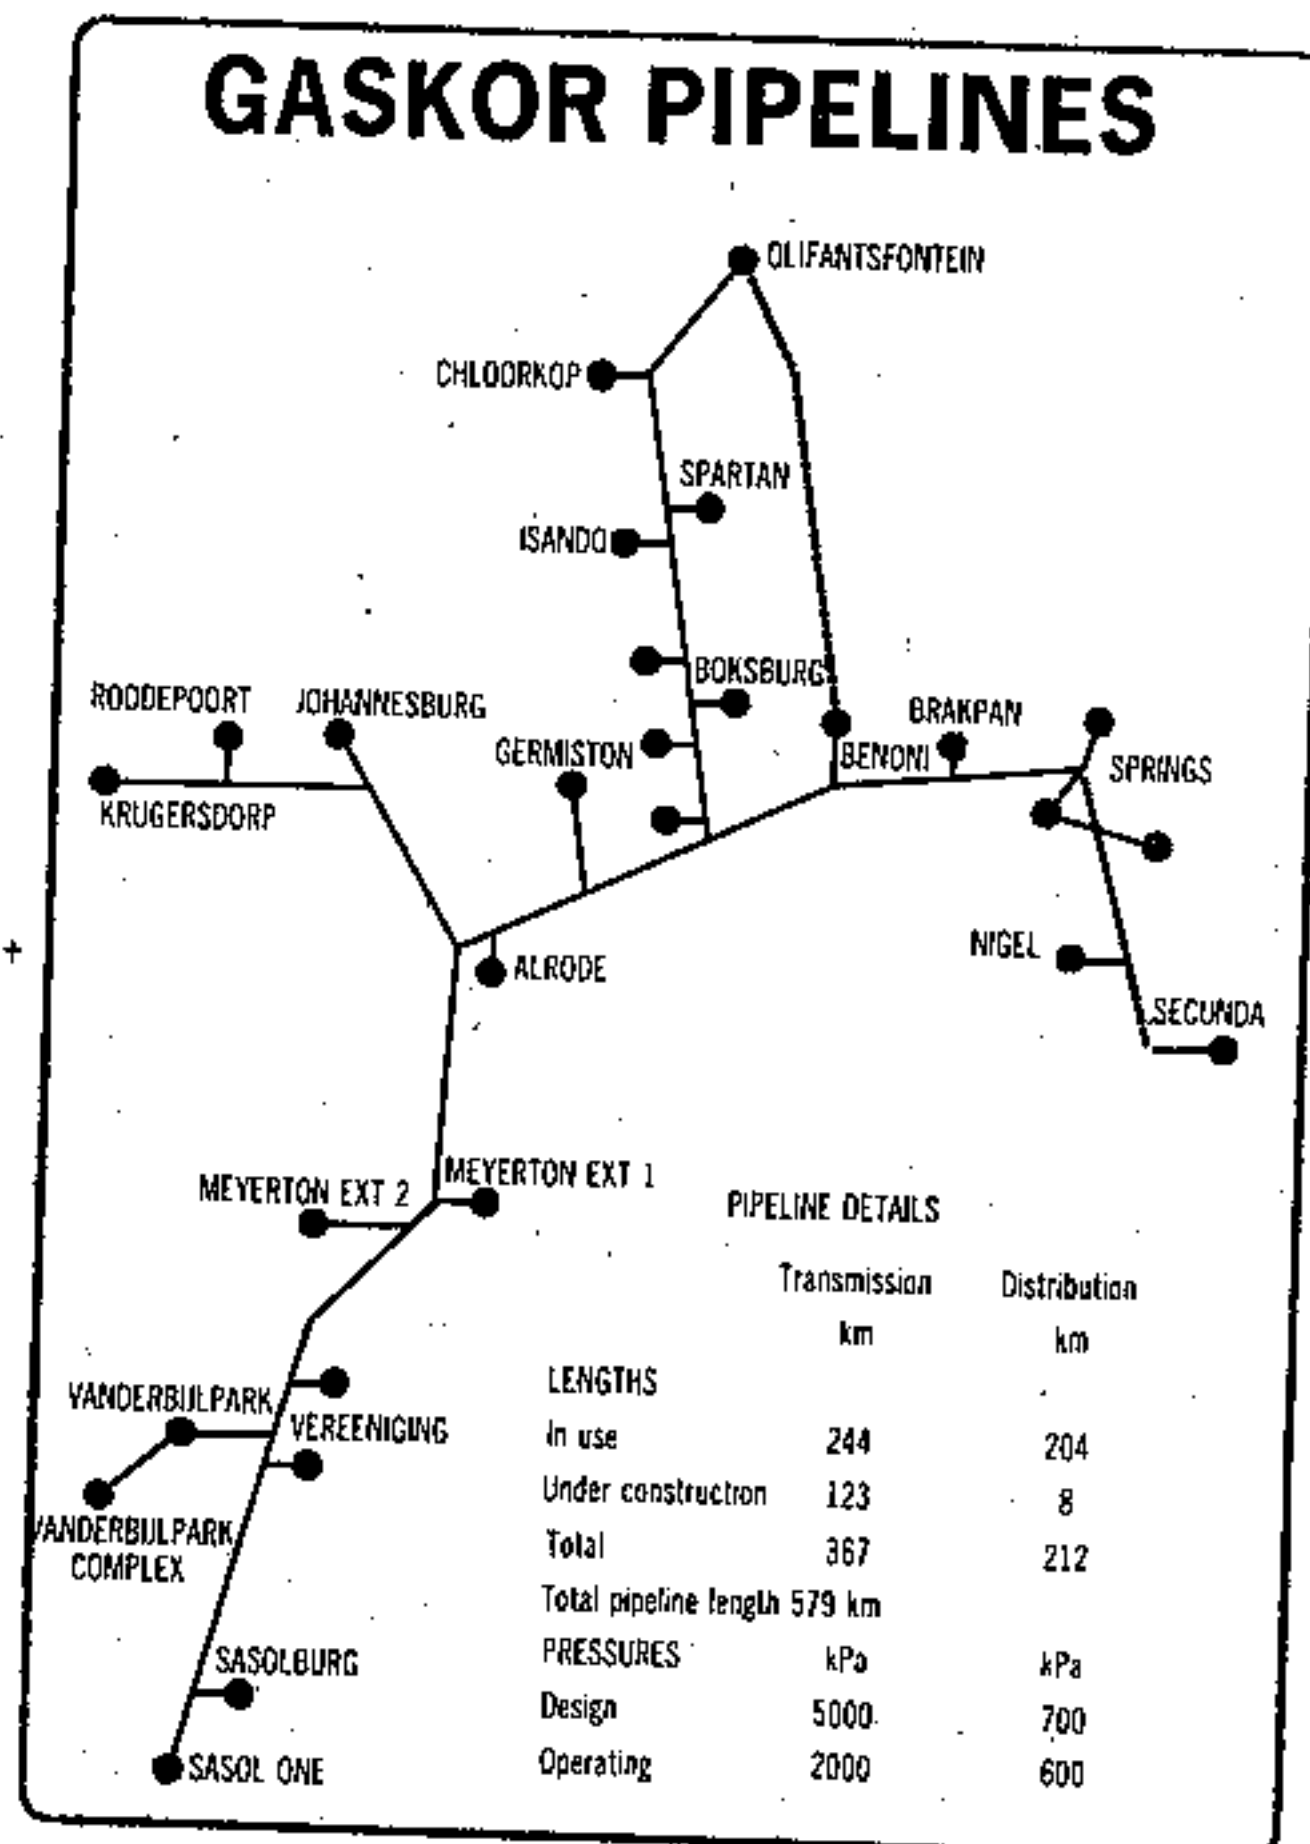 GASKOR PIPELINES
OLIFANTSFONTEIN
CHLOORKOP
SPARTAN
ISANDO
BOKSBURG
ROODEPOORT
JOHANNESBURG
BRAKPAN
GERMISTON
BENONI
SPRINGS
KRUGERSDORP
NIGEL
ALRODE
SECUNDA
MEYERTON EXT 1
MEYERTON EXT 2
PIPELINE DETAILS
Transmission Distribution
km km
LENGTHS
VANDERBIJLPARK
VEREENIGING
In use 244 204
Under construction 123 8
VANDERBIJLPARK
COMPLEX
Total 367 212
Total pipeline length 579 km
PRESSURES kPa kPa
SASOLBURG
Design 5000 700
Operating 2000 600
SASOL ONE